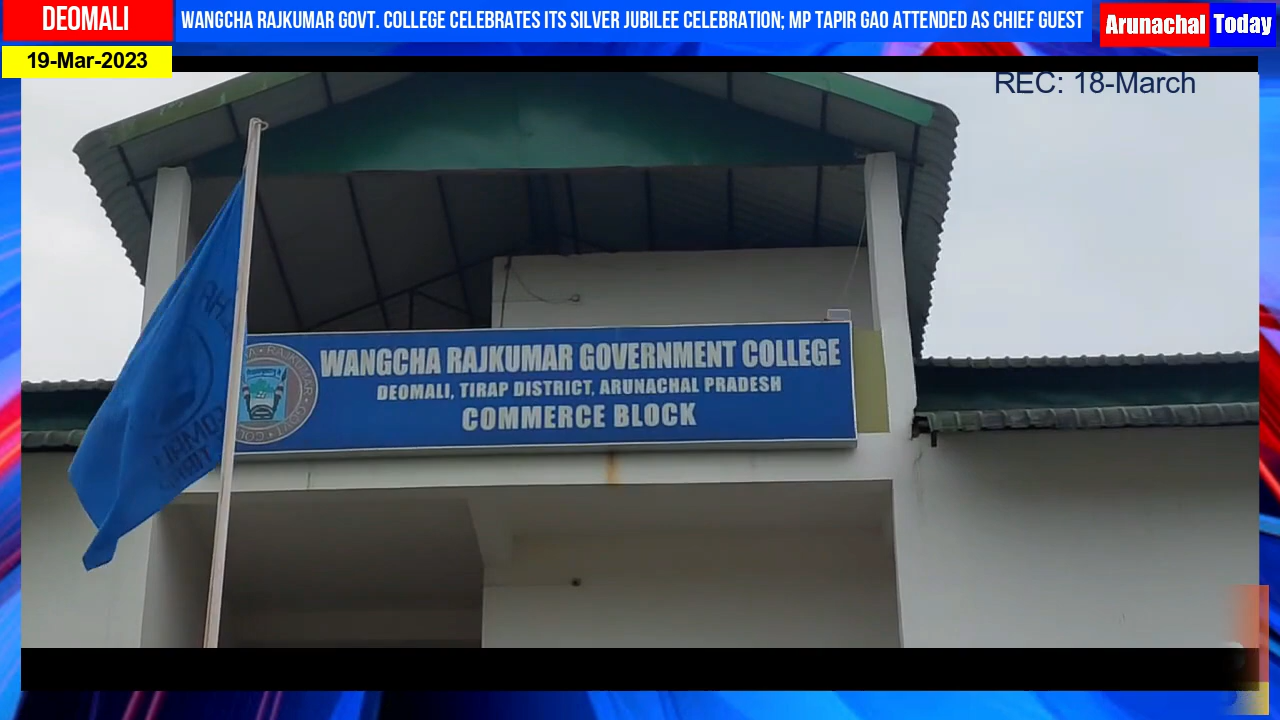 DEOMALI
WANGCHA RAJKUMAR GOVT. COLLEGE CELEBRATES ITS SILVER JUBILEE CELEBRATION; MP TAPIR GAO ATTENDED AS CHIEF GUEST
Arunachal Today
19-Mar-2023
REC: 18-March
WANGCHA RAJKUMAR GOVERNMENT COLLEGE
DEOMALI, TIRAP DISTRICT, ARUNACHAL PRADESH
COMMERCE BLOCK